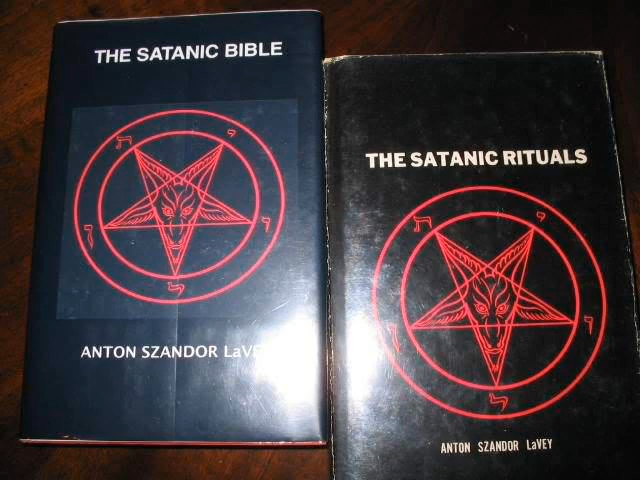 THE SATANIC BIBLE
ת
י
ו
ן
ל
ANTON SZANDOR LaVEY
THE SATANIC RITUALS
ת
י
ו
ן
ל
ANTON SZANDOR LaVEY